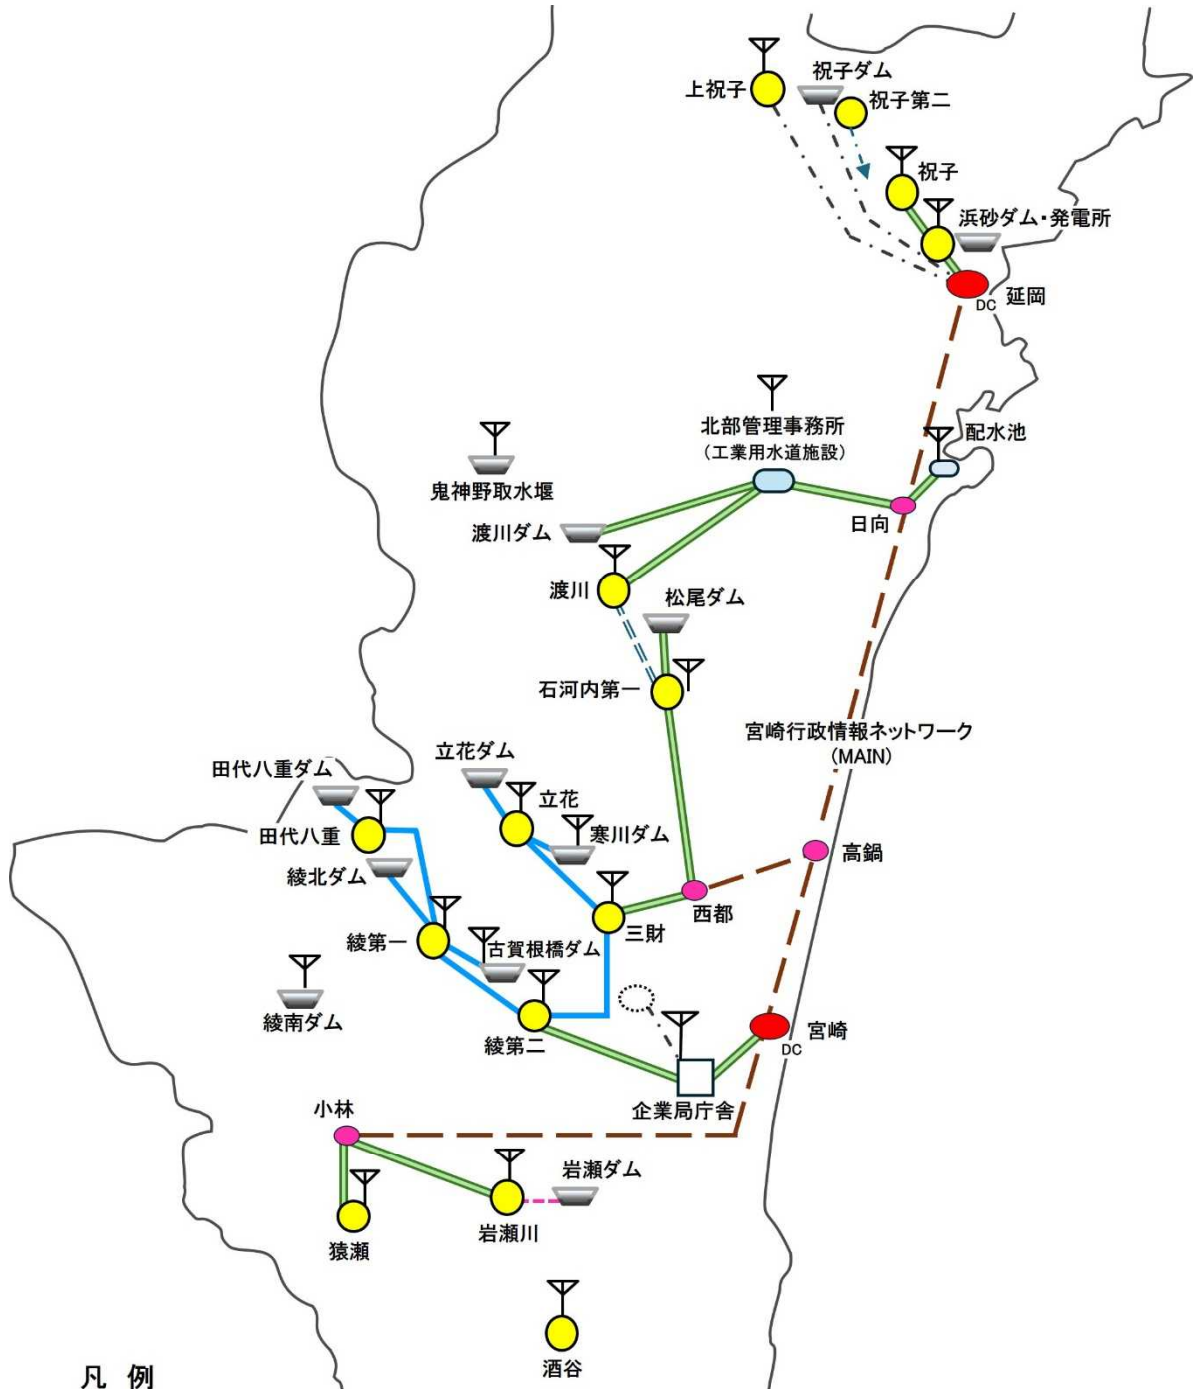 上祝子
祝子ダム
祝子第二
祝子
浜砂ダム・発電所
DC
延岡
北部管理事務所
（工業用水道施設）
配水池
鬼神野取水堰
渡川ダム
日向
渡川
松尾ダム
石河内第一
宮崎行政情報ネットワーク
(MAIN)
田代八重ダム
立花ダム
立花
田代八重
寒川ダム
綾北ダム
高鍋
西都
三財
綾第一
古賀根橋ダム
綾南ダム
綾第二
宮崎
DC
企業局庁舎
小林
岩瀬ダム
岩瀬川
猿瀬
酒谷
凡 例